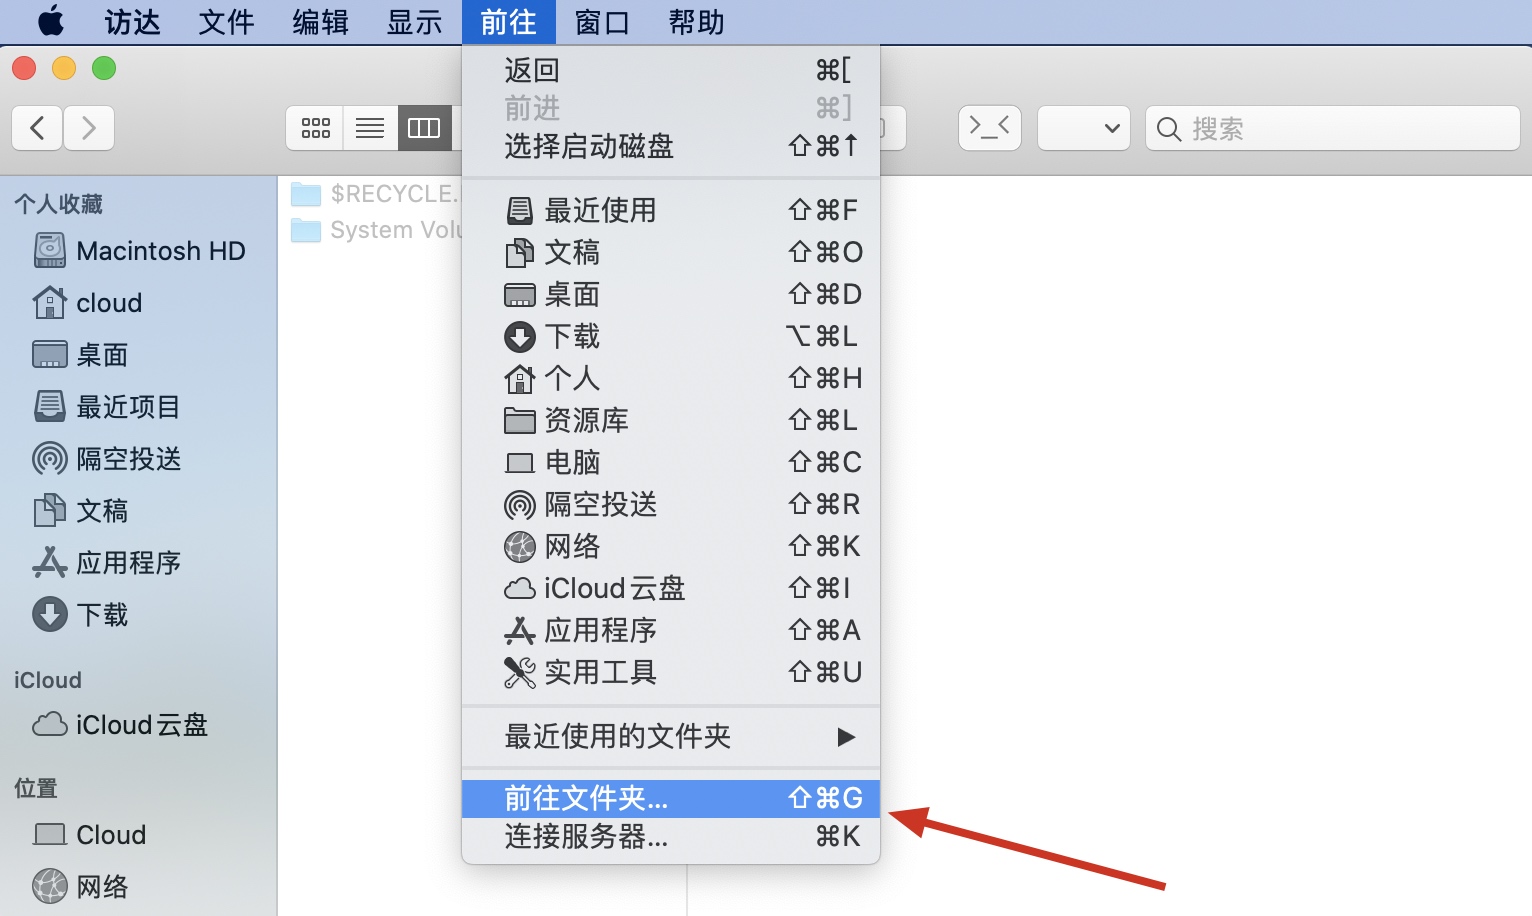 访达 文件 编辑 显示 前往 窗口 帮助
搜索
个人收藏
Macintosh HD
cloud
桌面
最近项目
隔空投送
文稿
应用程序
下载
iCloud
iCloud云盘
位置
Cloud
网络
$RECYCLE.
System Volu
返回 ⌘[
前进 ⌘]
选择启动磁盘 ⇧⌘↑
最近使用 ⇧⌘F
文稿 ⇧⌘O
桌面 ⇧⌘D
下载 ⌥⌘L
个人 ⇧⌘H
资源库 ⇧⌘L
电脑 ⇧⌘C
隔空投送 ⇧⌘R
网络 ⇧⌘K
iCloud云盘 ⇧⌘I
应用程序 ⇧⌘A
实用工具 ⇧⌘U
最近使用的文件夹 ▶
前往文件夹... ⇧⌘G
连接服务器... ⌘K